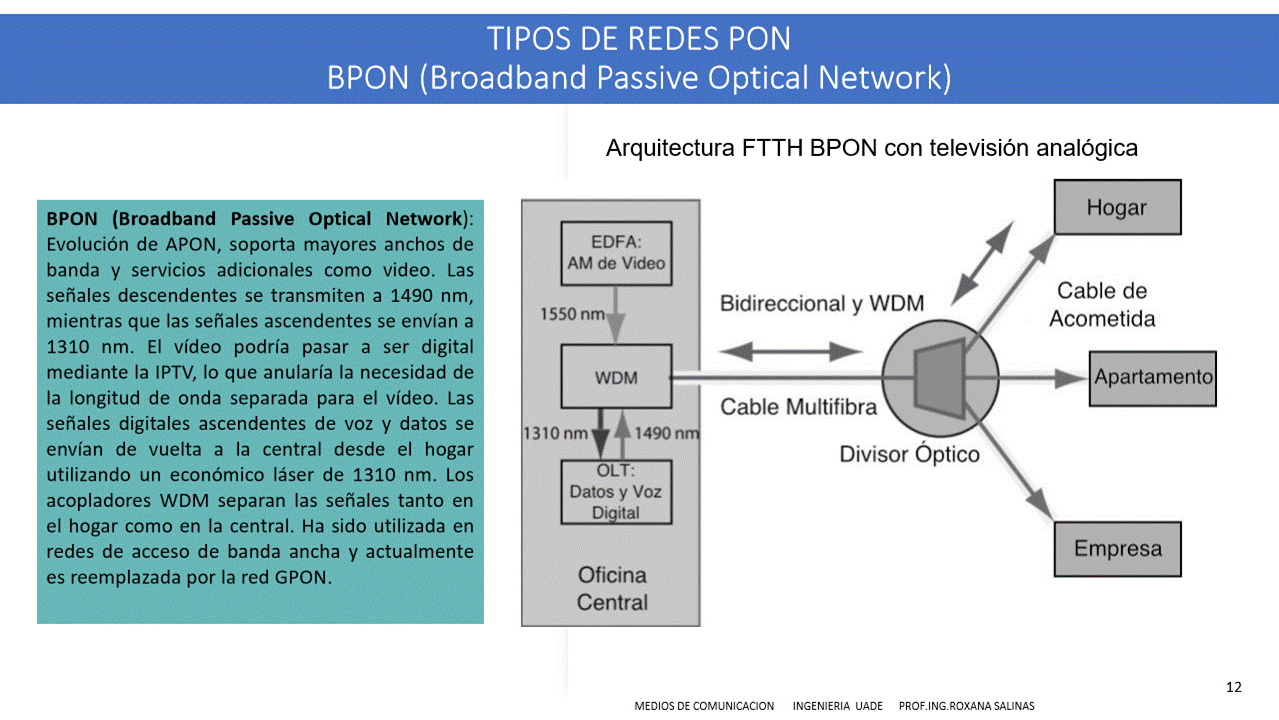 TIPOS DE REDES PON
BPON (Broadband Passive Optical Network)
Arquitectura FTTH BPON con televisión analógica
BPON (Broadband Passive Optical Network):
Evolución de APON, soporta mayores anchos de
banda y servicios adicionales como video. Las
señales descendentes se transmiten a 1490 nm,
mientras que las señales ascendentes se envían a
1310 nm. El vídeo podría pasar a ser digital
mediante la IPTV, lo que anularía la necesidad de
la longitud de onda separada para el vídeo. Las
señales digitales ascendentes de voz y datos se
envían de vuelta a la central desde el hogar
utilizando un económico láser de 1310 nm. Los
acopladores WDM separan las señales tanto en
el hogar como en la central. Ha sido utilizada en
redes de acceso de banda ancha y actualmente
es reemplazada por la red GPON.
EDFA:
AM de Video
1550 nm
WDM
1310 nm
1490 nm
OLT:
Datos y Voz
Digital
Oficina
Central
Bidireccional y WDM
Cable Multifibra
Divisor Óptico
Hogar
Cable de
Acometida
Apartamento
Empresa
12
MEDIOS DE COMUNICACION INGENIERIA UADE PROF.ING.ROXANA SALINAS